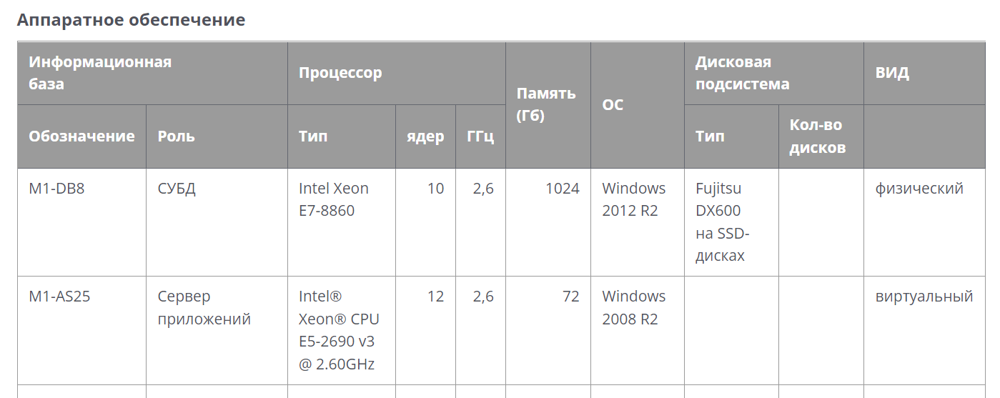 Аппаратное обеспечение
Информационная
база
Процессор
Память
(Гб)
ОС
Дисковая
подсистема
ВИД
Обозначение
Роль
Тип
ядер
ГГц
Тип
Кол-во
дисков
M1-DB8
СУБД
Intel Xeon
E7-8860
10
2,6
1024
Windows
2012 R2
Fujitsu
DX600
на SSD-
дисках
физический
M1-AS25
Сервер
приложений
Intel®
Xeon® CPU
E5-2690 v3
@ 2.60GHz
12
2,6
72
Windows
2008 R2
виртуальный